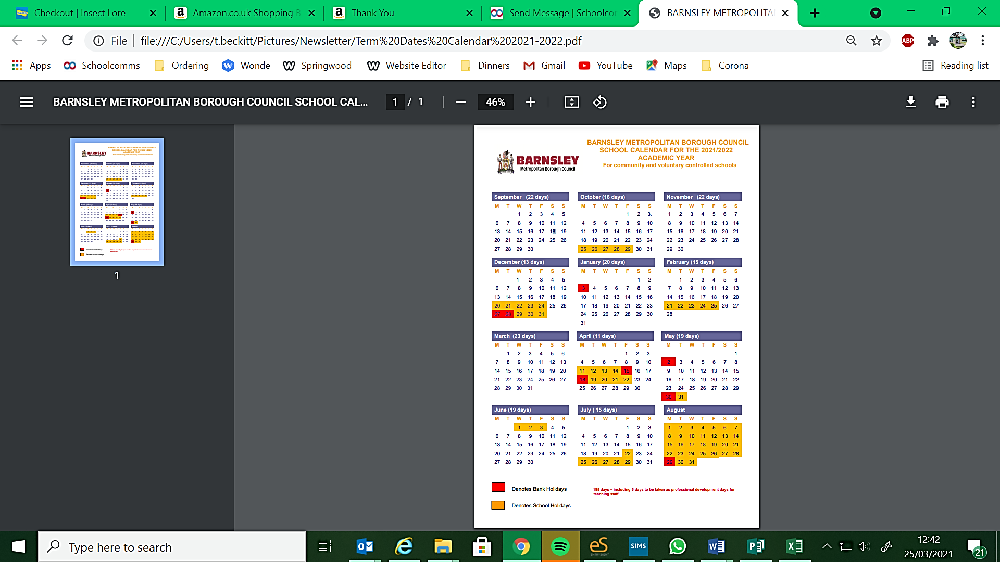 Checkout | Insect Lore
Amazon.co.uk Shopping B
Thank You
Send Message | Schoolco
BARNSLEY METROPOLITA
File
file:///C:/Users/t.beckitt/Pictures/Newsletter/Term%20Dates%20Calendar%202021-2022.pdf
ABP
Apps Schoolcomms Ordering Wonde Springwood Website Editor Dinners Gmail YouTube Maps Corona Reading list
BARNSLEY METROPOLITAN BOROUGH COUNCIL SCHOOL CAL... 1 / 1 46%
1
BARNSLEY METROPOLITAN BOROUGH COUNCIL
SCHOOL CALENDAR FOR THE 2021/2022
ACADEMIC YEAR
For community and voluntary controlled schools
BARNSLEY
Metropolitan Borough Council
September (22 days)
M T W T F S S
1 2 3 4 5
6 7 8 9 10 11 12
13 14 15 16 17 18 19
20 21 22 23 24 25 26
27 28 29 30
October (16 days)
M T W T F S S
1 2 3.
4 5 6 7 8 9 10
11 12 13 14 15 16 17
18 19 20 21 22 23 24
25 26 27 28 29 30 31
November (22 days)
M T W T F S S
1 2 3 4 5 6 7
8 9 10 11 12 13 14
15 16 17 18 19 20 21
22 23 24 25 26 27 28
29 30
December (13 days)
M T W T F S S
1 2 3 4 5
6 7 8 9 10 11 12
13 14 15 16 17 18 19
20 21 22 23 24 25 26
27 28 29 30 31
January (20 days)
M T W T F S S
1 2
3 4 5 6 7 8 9
10 11 12 13 14 15 16
17 18 19 20 21 22 23
24 25 26 27 28 29 30
31
February (15 days)
M T W T F S S
1 2 3 4 5 6
7 8 9 10 11 12 13
14 15 16 17 18 19 20
21 22 23 24 25 26 27
28
March (23 days)
M T W T F S S
1 2 3 4 5 6
7 8 9 10 11 12 13
14 15 16 17 18 19 20
21 22 23 24 25 26 27
28 29 30 31
April (11 days)
M T W T F S S
1 2 3
4 5 6 7 8 9 10
11 12 13 14 15 16 17
18 19 20 21 22 23 24
25 26 27 28 29 30
May (19 days)
M T W T F S S
1
2 3 4 5 6 7 8
9 10 11 12 13 14 15
16 17 18 19 20 21 22
23 24 25 26 27 28 29
30 31
June (19 days)
M T W T F S S
1 2 3 4 5
6 7 8 9 10 11 12
13 14 15 16 17 18 19
20 21 22 23 24 25 26
27 28 29 30
July ( 15 days)
M T W T F S S
1 2 3
4 5 6 7 8 9 10
11 12 13 14 15 16 17
18 19 20 21 22 23 24
25 26 27 28 29 30 31
August
M T W T F S S
1 2 3 4 5 6 7
8 9 10 11 12 13 14
15 16 17 18 19 20 21
22 23 24 25 26 27 28
29 30 31
Denotes Bank Holidays
195 days – including 5 days to be taken as professional development days for
teaching staff
Denotes School Holidays
Type here to search
eS
ENTRYSIGN
SIMS
12:42
25/03/2021
21